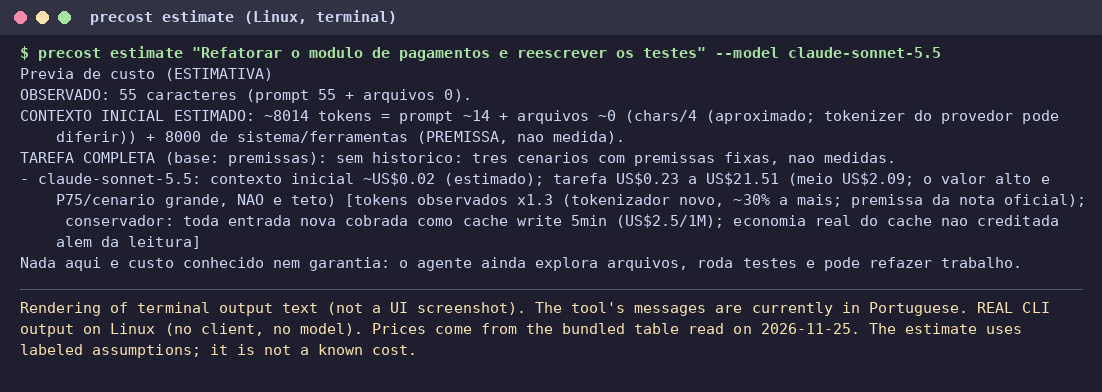 precost estimate (Linux, terminal)
$ precost estimate "Refatorar o modulo de pagamentos e reescrever os testes" --model claude-sonnet-5.5
Previa de custo (ESTIMATIVA)
OBSERVADO: 55 caracteres (prompt 55 + arquivos 0).
CONTEXTO INICIAL ESTIMADO: ~8014 tokens = prompt ~14 + arquivos ~0 (chars/4 (aproximado; tokenizer do provedor pode
diferir)) + 8000 de sistema/ferramentas (PREMISSA, nao medida).
TAREFA COMPLETA (base: premissas): sem historico: tres cenarios com premissas fixas, nao medidas.
- claude-sonnet-5.5: contexto inicial ~US$0.02 (estimado); tarefa US$0.23 a US$21.51 (meio US$2.09; o valor alto e
P75/cenario grande, NAO e teto) [tokens observados x1.3 (tokenizador novo, ~30% a mais; premissa da nota oficial);
conservador: toda entrada nova cobrada como cache write 5min (US$2.5/1M); economia real do cache nao creditada
alem da leitura]
Nada aqui e custo conhecido nem garantia: o agente ainda explora arquivos, roda testes e pode refazer trabalho.
Rendering of terminal output text (not a UI screenshot). The tool's messages are currently in Portuguese. REAL CLI
output on Linux (no client, no model). Prices come from the bundled table read on 2026-11-25. The estimate uses
labeled assumptions; it is not a known cost.